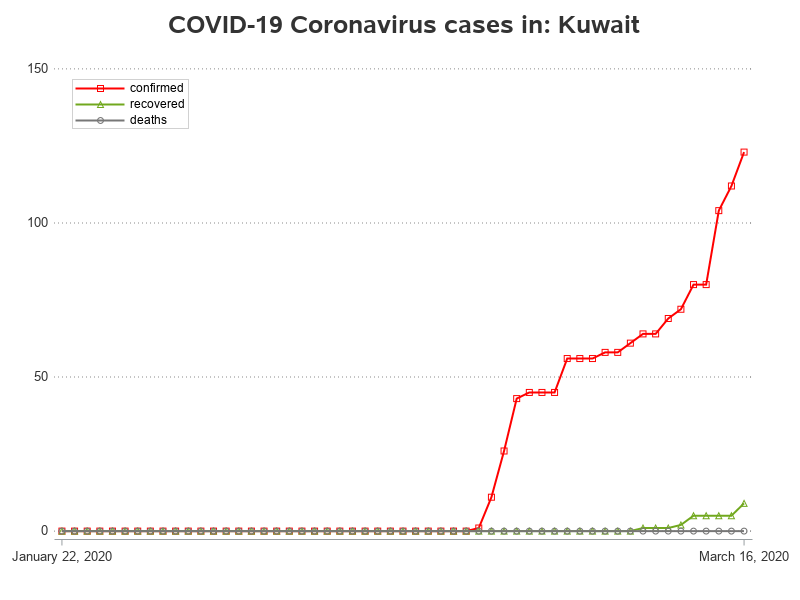 COVID-19 Coronavirus cases in: Kuwait
150
confirmed
recovered
deaths
100
50
0
January 22, 2020
March 16, 2020